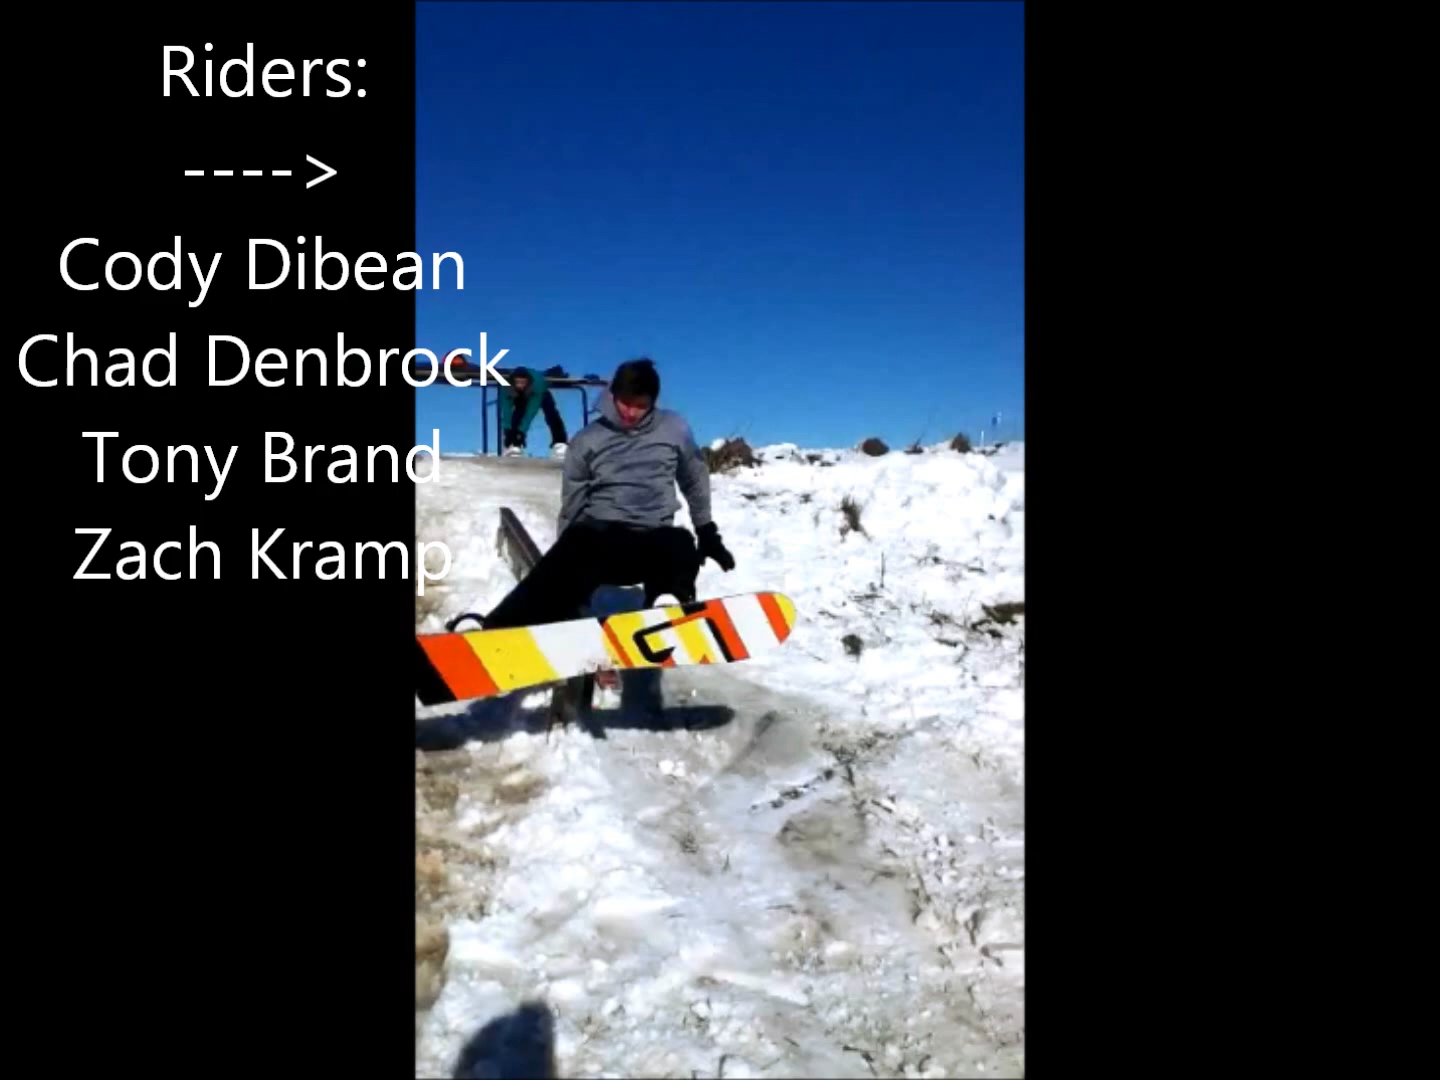 Riders:
---->
Cody Dibean
Chad Denbrock
Tony Brand
Zach Kramp